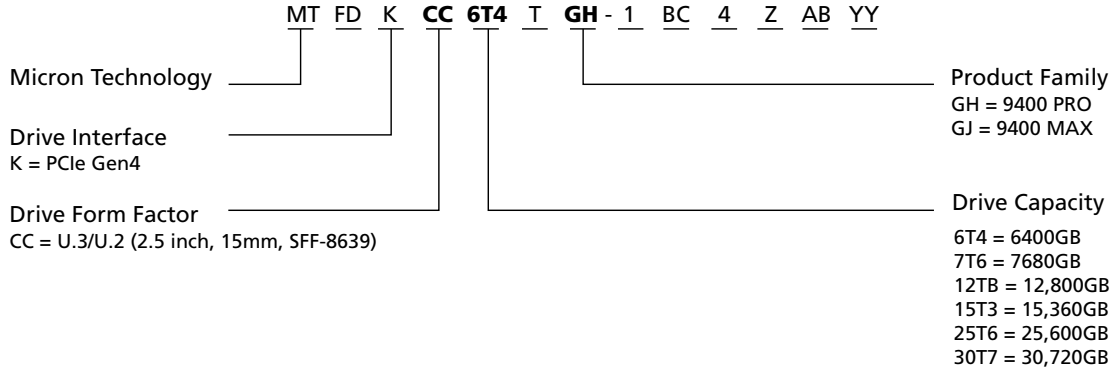 MT FD K CC 6T4 T GH - 1 BC 4 Z AB YY
Micron Technology
Drive Interface
K = PCIe Gen4
Drive Form Factor
CC = U.3/U.2 (2.5 inch, 15mm, SFF-8639)
Product Family
GH = 9400 PRO
GJ = 9400 MAX
Drive Capacity
6T4 = 6400GB
7T6 = 7680GB
12TB = 12,800GB
15T3 = 15,360GB
25T6 = 25,600GB
30T7 = 30,720GB